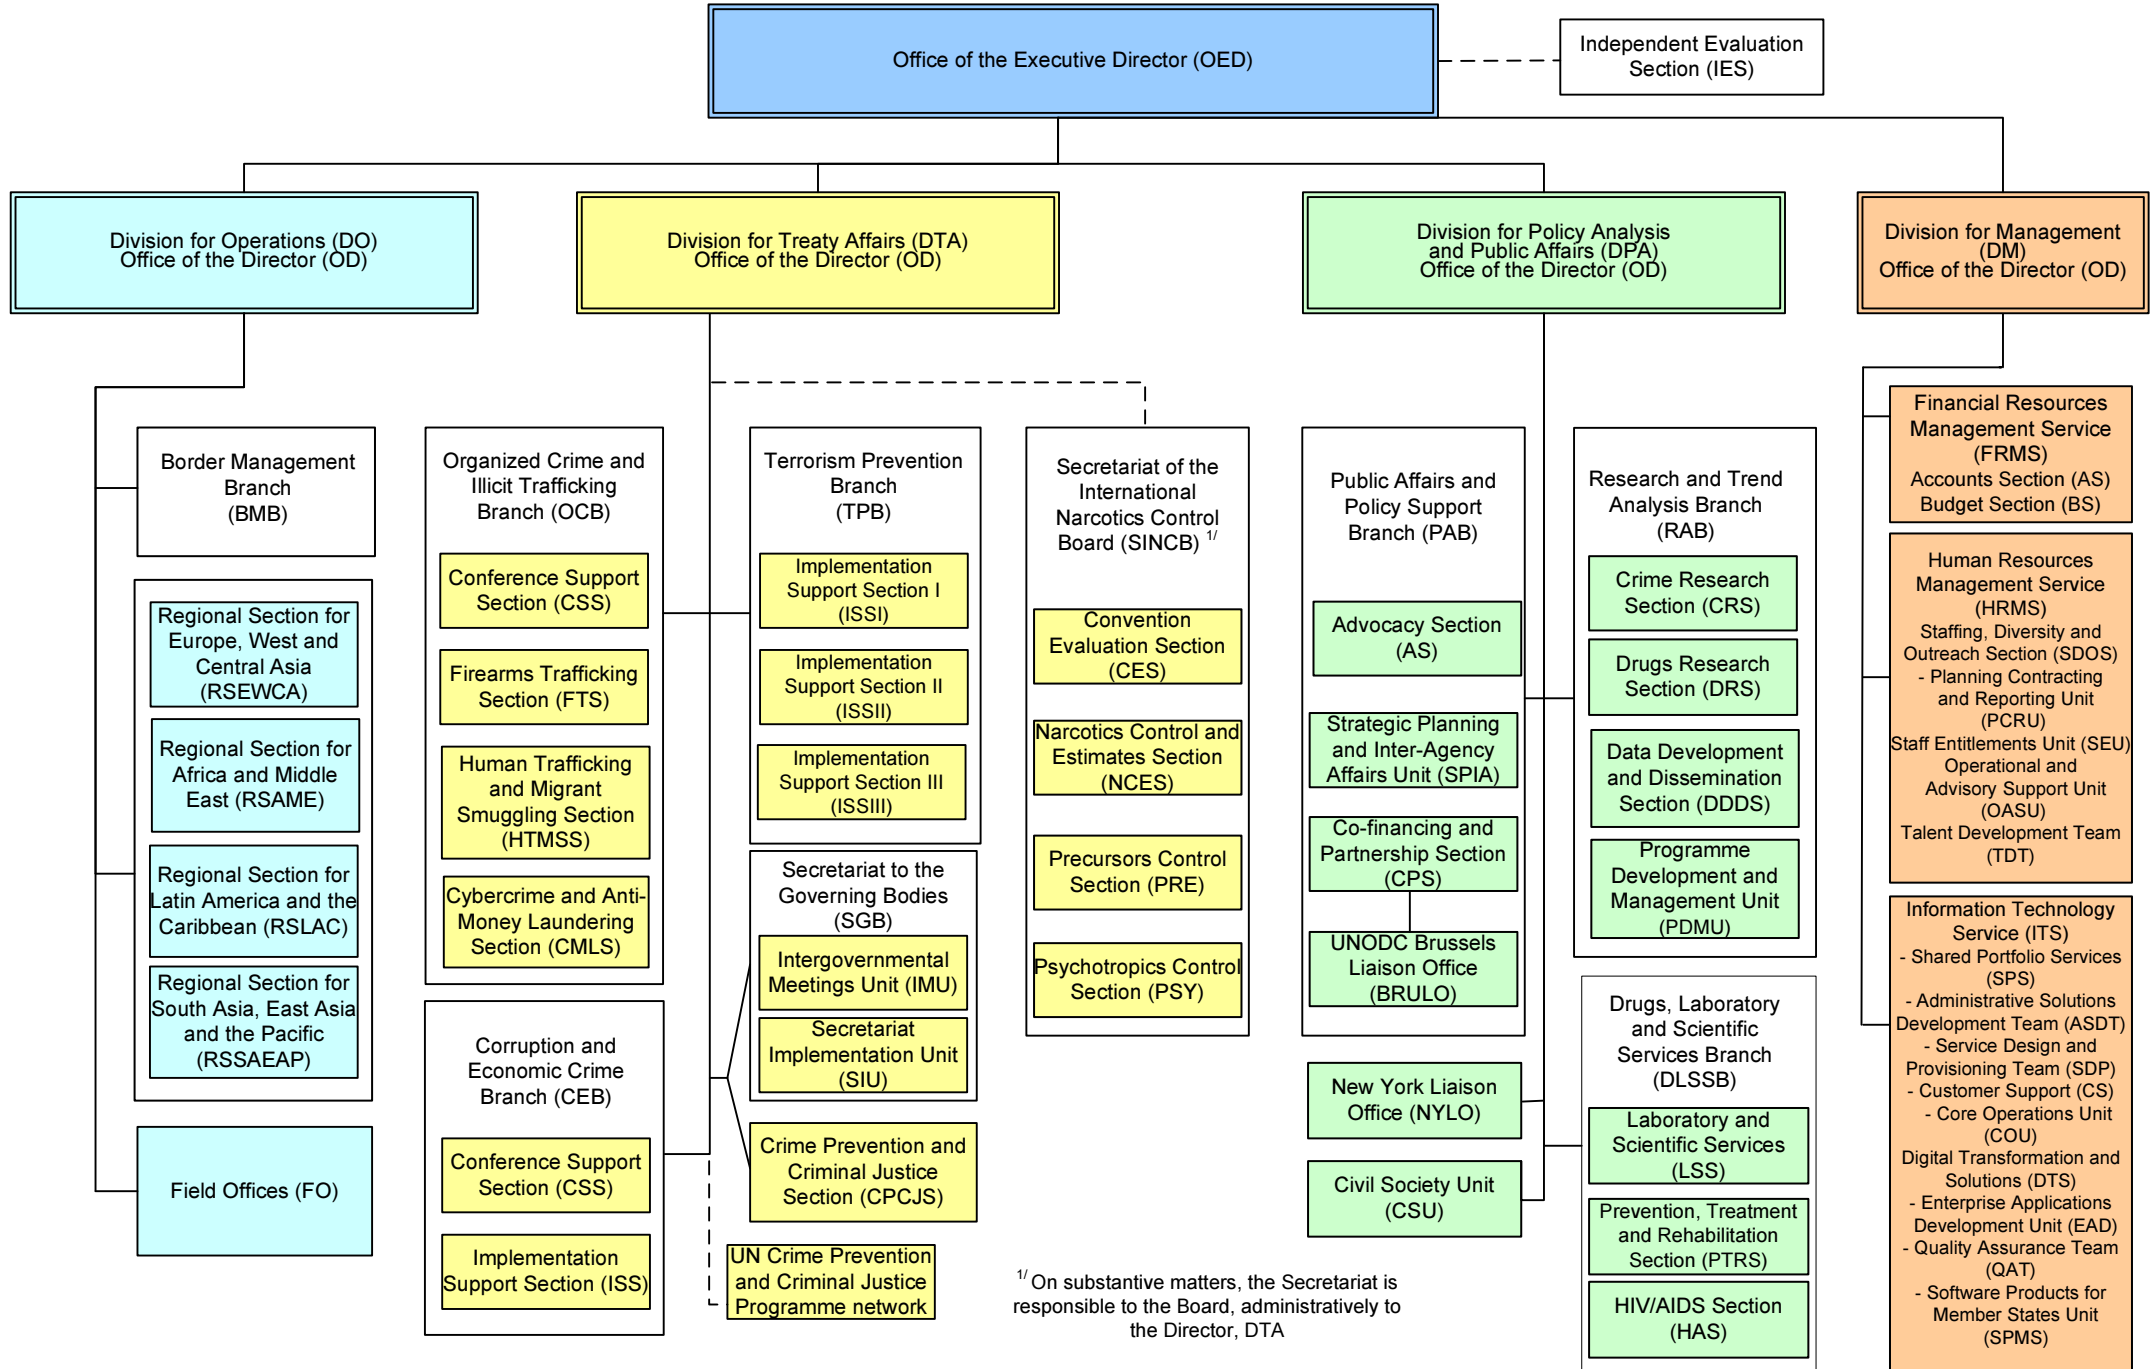 Office of the Executive Director (OED)
Independent Evaluation
Section (IES)
Division for Operations (DO)
Office of the Director (OD)
Division for Treaty Affairs (DTA)
Office of the Director (OD)
Division for Policy Analysis
and Public Affairs (DPA)
Office of the Director (OD)
Division for Management
(DM)
Office of the Director (OD)
Border Management
Branch
(BMB)
Regional Section for
Europe, West and
Central Asia
(RSEWCA)
Regional Section for
Africa and Middle
East (RSAME)
Regional Section for
Latin America and the
Caribbean (RSLAC)
Regional Section for
South Asia, East Asia
and the Pacific
(RSSAEAP)
Field Offices (FO)
Organized Crime and
Illicit Trafficking
Branch (OCB)
Conference Support
Section (CSS)
Firearms Trafficking
Section (FTS)
Human Trafficking
and Migrant
Smuggling Section
(HTMSS)
Cybercrime and Anti-
Money Laundering
Section (CMLS)
Corruption and
Economic Crime
Branch (CEB)
Conference Support
Section (CSS)
Implementation
Support Section (ISS)
Terrorism Prevention
Branch
(TPB)
Implementation
Support Section I
(ISSI)
Implementation
Support Section II
(ISSII)
Implementation
Support Section III
(ISSIII)
Secretariat to the
Governing Bodies
(SGB)
Intergovernmental
Meetings Unit (IMU)
Secretariat
Implementation Unit
(SIU)
Crime Prevention and
Criminal Justice
Section (CPCJS)
UN Crime Prevention
and Criminal Justice
Programme network
Secretariat of the
International
Narcotics Control
Board (SINCB) 1/
Convention
Evaluation Section
(CES)
Narcotics Control and
Estimates Section
(NCES)
Precursors Control
Section (PRE)
Psychotropics Control
Section (PSY)
1/ On substantive matters, the Secretariat is
responsible to the Board, administratively to
the Director, DTA
Public Affairs and
Policy Support
Branch (PAB)
Advocacy Section
(AS)
Strategic Planning
and Inter-Agency
Affairs Unit (SPIA)
Co-financing and
Partnership Section
(CPS)
UNODC Brussels
Liaison Office
(BRULO)
New York Liaison
Office (NYLO)
Civil Society Unit
(CSU)
Research and Trend
Analysis Branch
(RAB)
Crime Research
Section (CRS)
Drugs Research
Section (DRS)
Data Development
and Dissemination
Section (DDDS)
Programme
Development and
Management Unit
(PDMU)
Drugs, Laboratory
and Scientific
Services Branch
(DLSSB)
Laboratory and
Scientific Services
(LSS)
Prevention, Treatment
and Rehabilitation
Section (PTRS)
HIV/AIDS Section
(HAS)
Financial Resources
Management Service
(FRMS)
Accounts Section (AS)
Budget Section (BS)
Human Resources
Management Service
(HRMS)
Staffing, Diversity and
Outreach Section (SDOS)
- Planning Contracting
and Reporting Unit
(PCRU)
Staff Entitlements Unit (SEU)
Operational and
Advisory Support Unit
(OASU)
Talent Development Team
(TDT)
Information Technology
Service (ITS)
- Shared Portfolio Services
(SPS)
- Administrative Solutions
Development Team (ASDT)
- Service Design and
Provisioning Team (SDP)
- Customer Support (CS)
- Core Operations Unit
(COU)
Digital Transformation and
Solutions (DTS)
- Enterprise Applications
Development Unit (EAD)
- Quality Assurance Team
(QAT)
- Software Products for
Member States Unit
(SPMS)